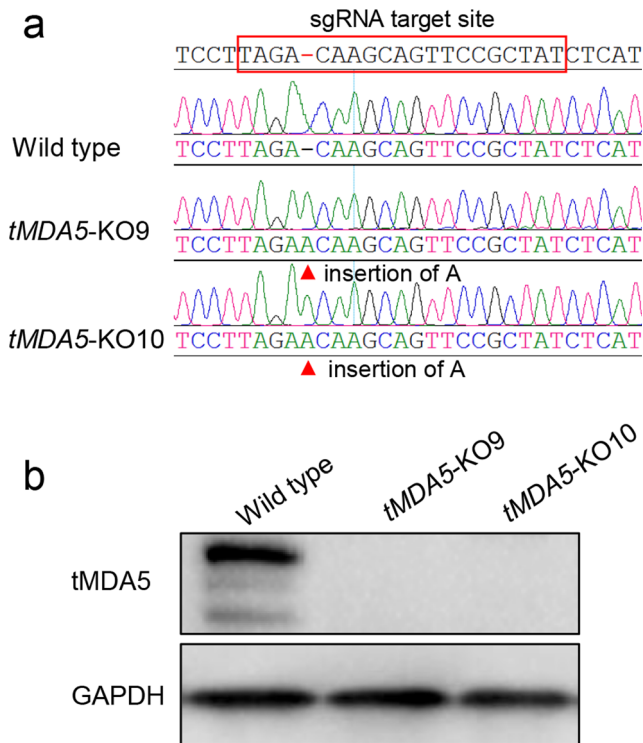 a
sgRNA target site
TCCTTAGA-CAAGCAGTTCCGCTATCTCAT
Wild type
TCCTTAGA-CAAGCAGTTCCGCTATCTCAT
tMDA5-KO9
TCCTTAGAACAAGCAGTTCCGCTATCTCAT
insertion of A
tMDA5-KO10
TCCTTAGAACAAGCAGTTCCGCTATCTCAT
insertion of A
b
Wild type tMDA5-KO9 tMDA5-KO10
tMDA5
GAPDH